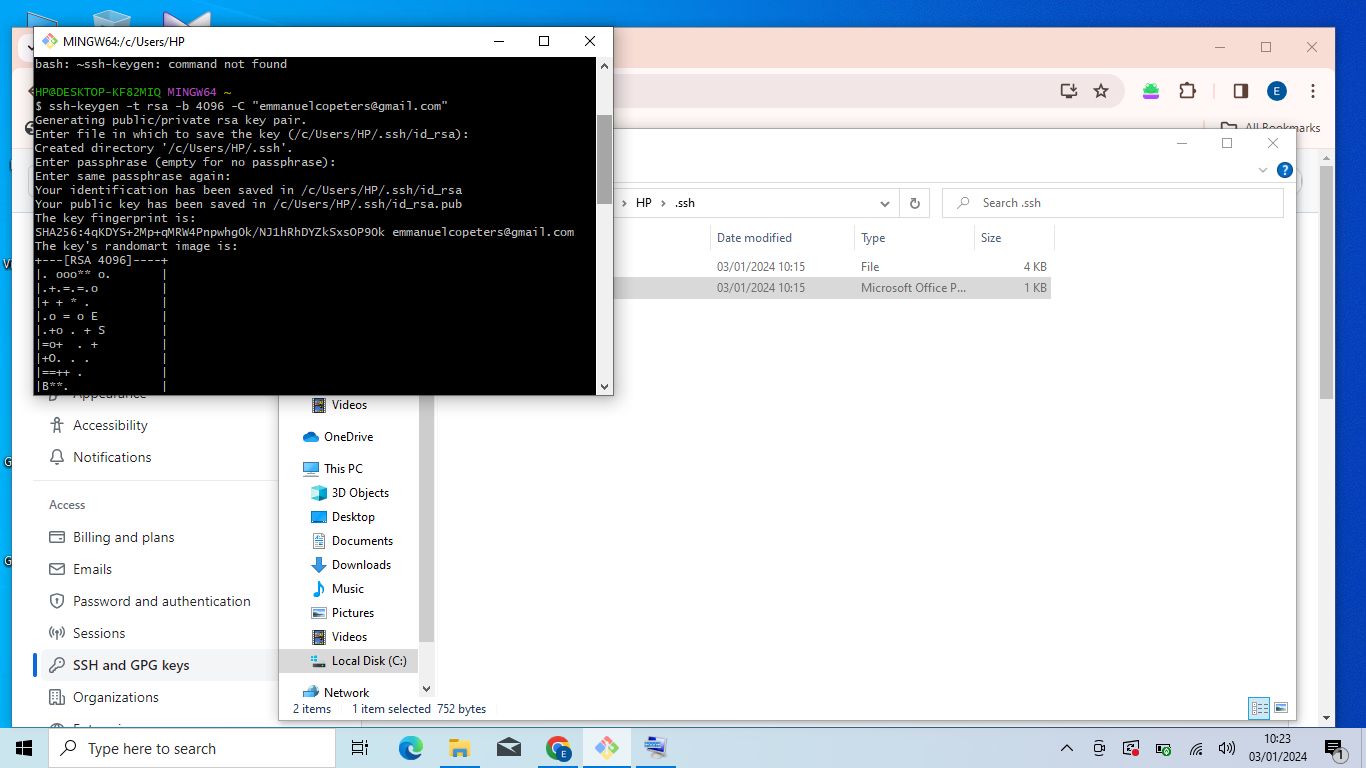 MINGW64:/c/Users/HP
bash: ~ssh-keygen: command not found
HP@DESKTOP-KF82MIQ MINGW64 ~
$ ssh-keygen -t rsa -b 4096 -C "emmanuelcopeters@gmail.com"
Generating public/private rsa key pair.
Enter file in which to save the key (/c/Users/HP/.ssh/id_rsa):
Created directory '/c/Users/HP/.ssh'.
Enter passphrase (empty for no passphrase):
Enter same passphrase again:
Your identification has been saved in /c/Users/HP/.ssh/id_rsa
Your public key has been saved in /c/Users/HP/.ssh/id_rsa.pub
The key fingerprint is:
SHA256:4qKDYS+2Mp+qMRW4PnpwhgOk/NJ1hRhDYZkSxsOP9Ok emmanuelcopeters@gmail.com
The key's randomart image is:
+---[RSA 4096]----+
|. ooo** o.       |
|.+.=.=.o         |
|+ + * .          |
|.o = o E         |
|.+o . + S        |
|=o+  . +         |
|+O. . .          |
|==++ .           |
|B**.             |
E
All Bookmarks
?
HP > .ssh
Search .ssh
Date modified Type Size
03/01/2024 10:15 File 4 KB
03/01/2024 10:15 Microsoft Office P... 1 KB
Appearance
Accessibility
Notifications
Access
Billing and plans
Emails
Password and authentication
Sessions
SSH and GPG keys
Organizations
Videos
OneDrive
This PC
3D Objects
Desktop
Documents
Downloads
Music
Pictures
Videos
Local Disk (C:)
Network
2 items 1 item selected 752 bytes
Type here to search
E
10:23
03/01/2024
1